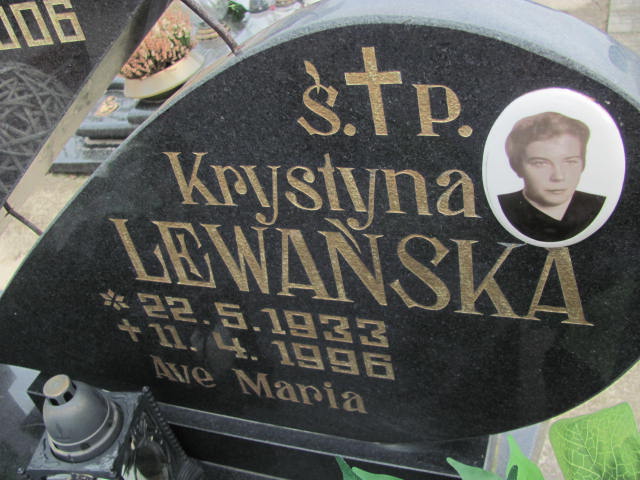 Ś. P.
Krystyna
LEWAŃSKA
* 22. 5. 1933
+ 11. 4. 1996
Ave Maria